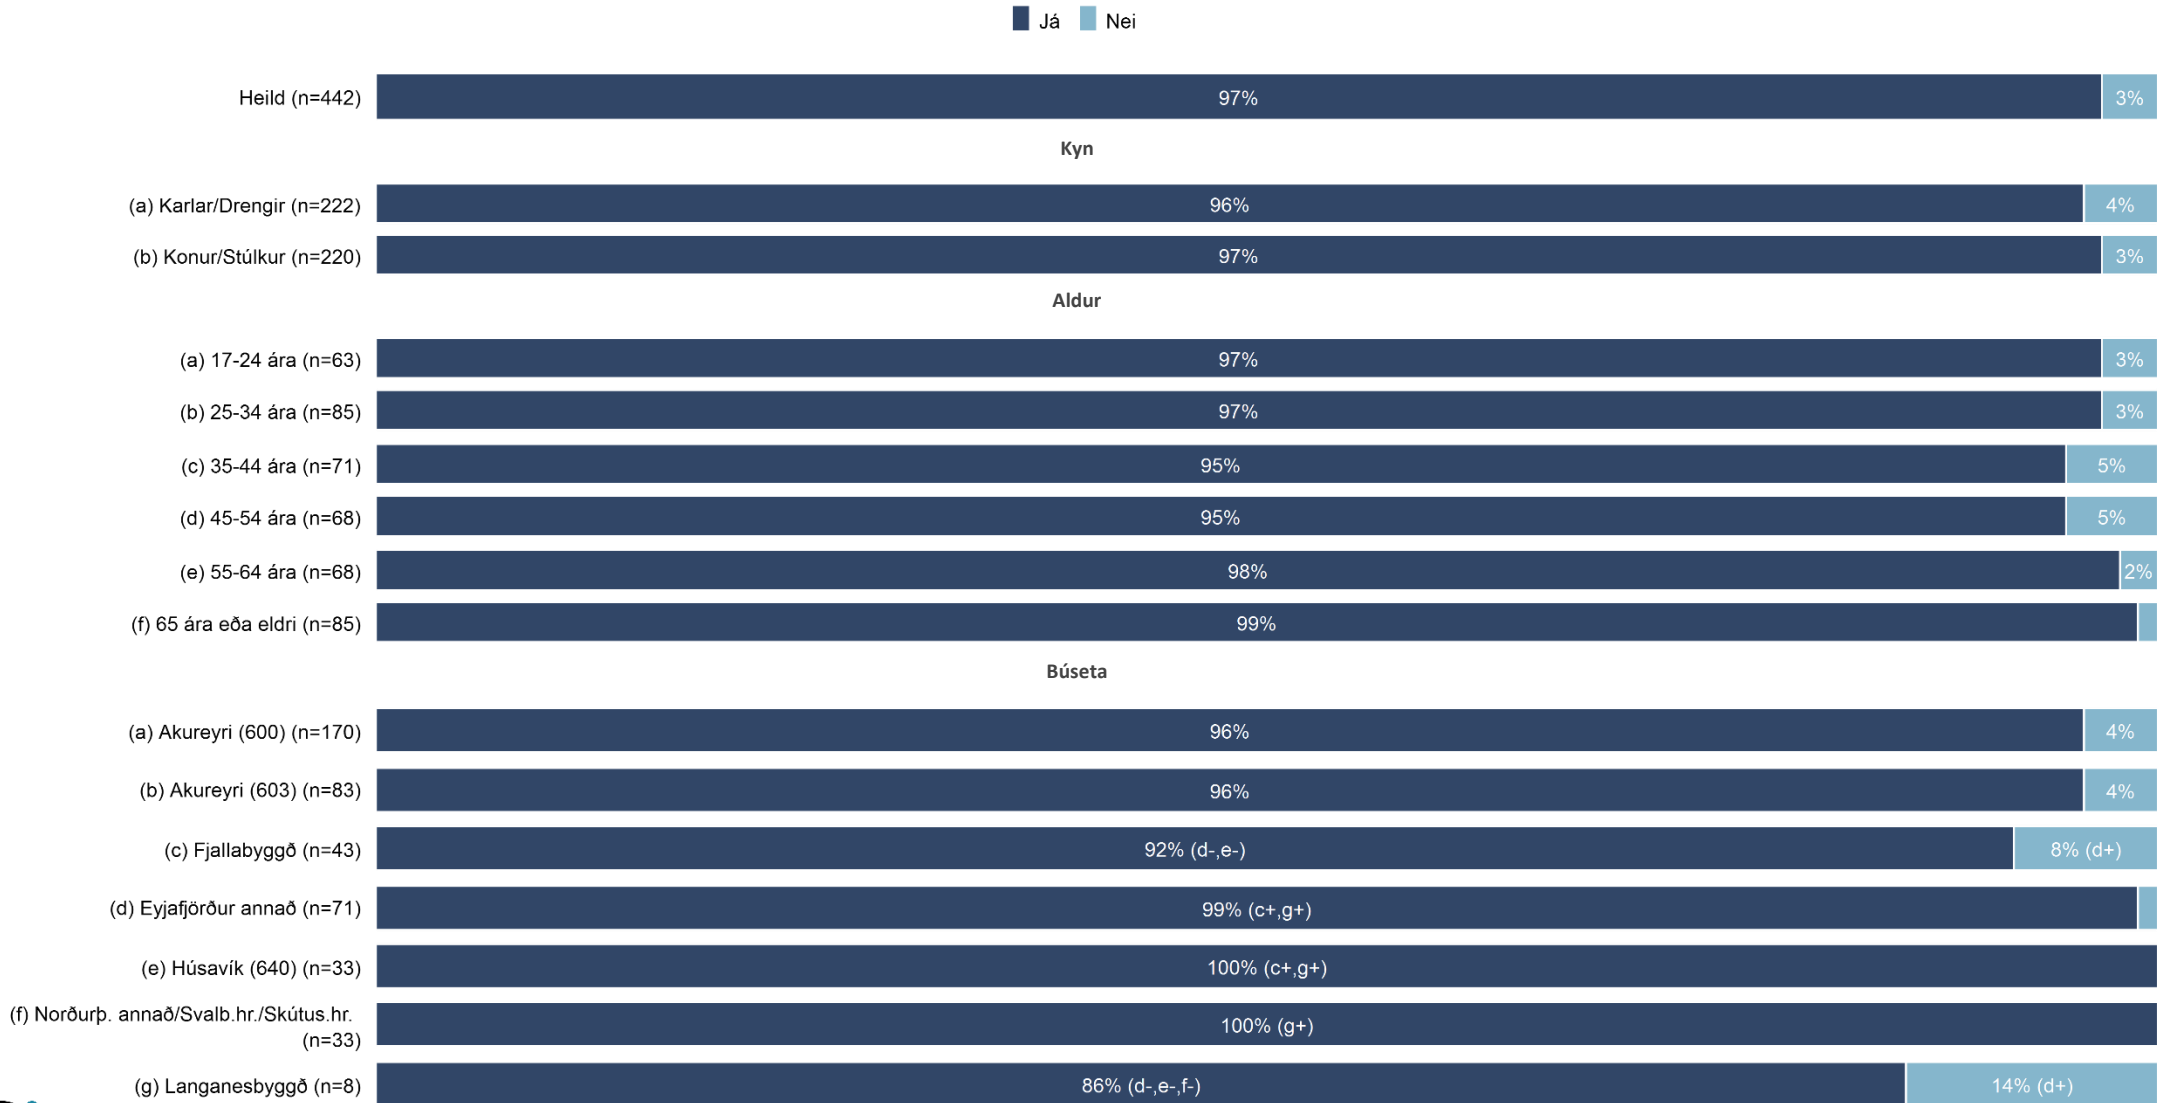 Já Nei
Heild (n=442) 97% 3%
Kyn
(a) Karlar/Drengir (n=222) 96% 4%
(b) Konur/Stúlkur (n=220) 97% 3%
Aldur
(a) 17-24 ára (n=63) 97% 3%
(b) 25-34 ára (n=85) 97% 3%
(c) 35-44 ára (n=71) 95% 5%
(d) 45-54 ára (n=68) 95% 5%
(e) 55-64 ára (n=68) 98% 2%
(f) 65 ára eða eldri (n=85) 99%
Búseta
(a) Akureyri (600) (n=170) 96% 4%
(b) Akureyri (603) (n=83) 96% 4%
(c) Fjallabyggð (n=43) 92% (d-,e-) 8% (d+)
(d) Eyjafjörður annað (n=71) 99% (c+,g+)
(e) Húsavík (640) (n=33) 100% (c+,g+)
(f) Norðurþ. annað/Svalb.hr./Skútus.hr.
(n=33) 100% (g+)
(g) Langanesbyggð (n=8) 86% (d-,e-,f-) 14% (d+)